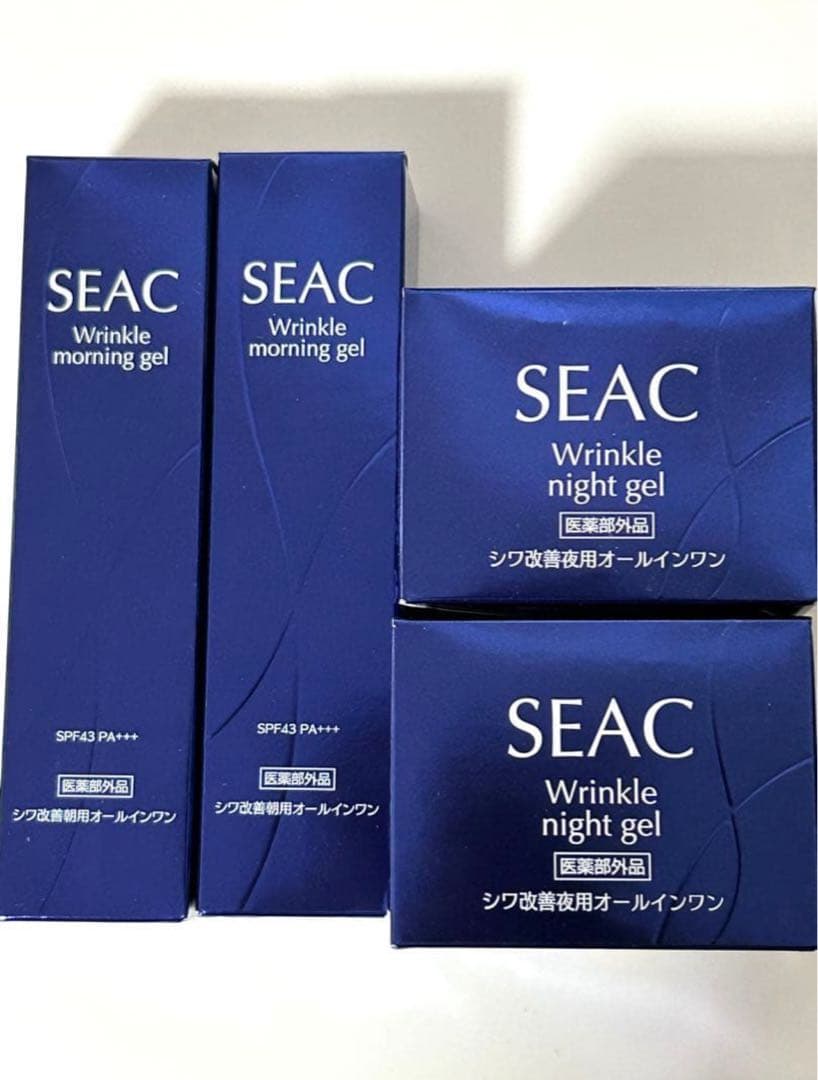 SEAC
Wrinkle
morning gel
SPF43 PA+++
医薬部外品
シワ改善朝用オールインワン
SEAC
Wrinkle
morning gel
SPF43 PA+++
医薬部外品
シワ改善朝用オールインワン
SEAC
Wrinkle
night gel
医薬部外品
シワ改善夜用オールインワン
SEAC
Wrinkle
night gel
医薬部外品
シワ改善夜用オールインワン